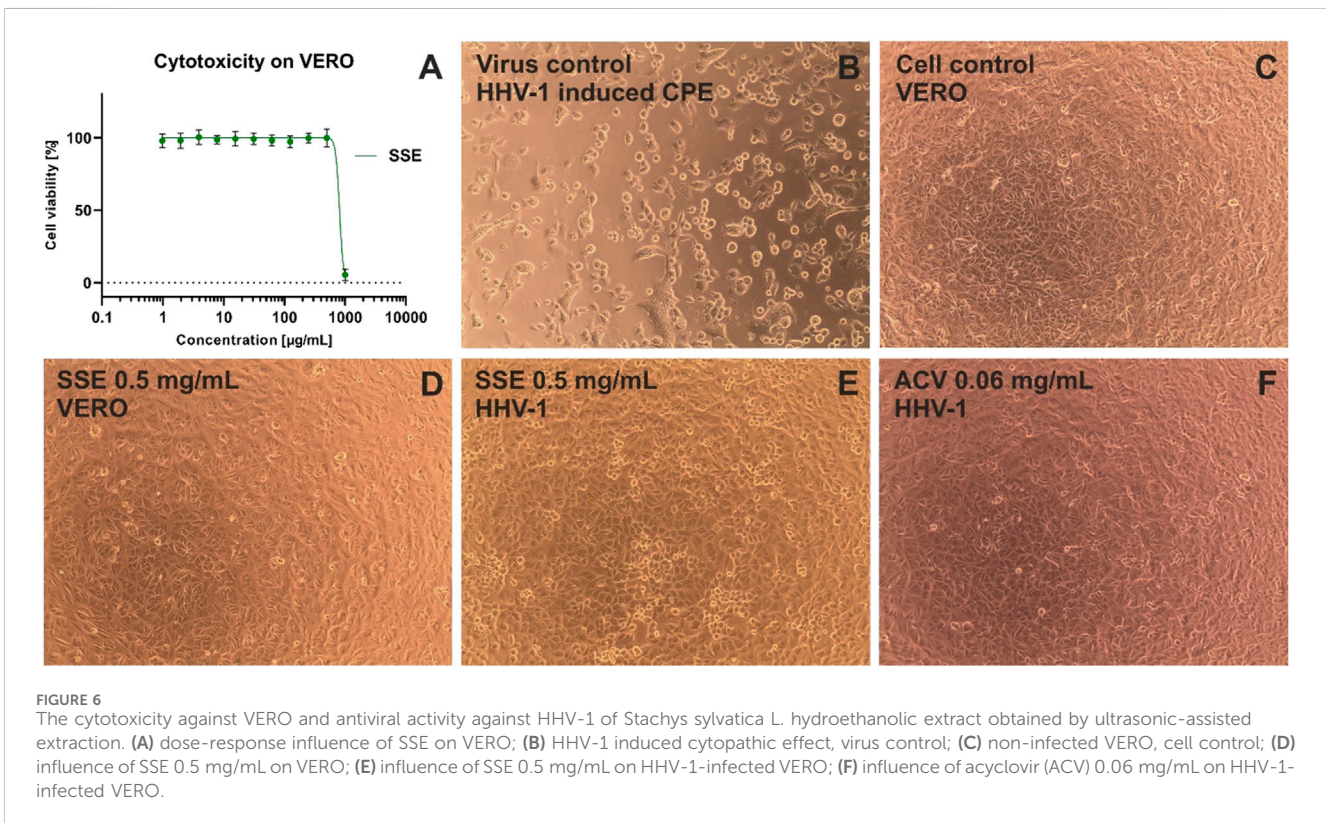 Cytotoxicity on VERO
A
Cell viability [%]
100
50
0
SSE
0.1 1 10 100 1000 10000
Concentration [µg/mL]
Virus control
HHV-1 induced CPE
B
Cell control
VERO
C
SSE 0.5 mg/mL
VERO
D
SSE 0.5 mg/mL
HHV-1
E
ACV 0.06 mg/mL
HHV-1
F
FIGURE 6
The cytotoxicity against VERO and antiviral activity against HHV-1 of Stachys sylvatica L. hydroethanolic extract obtained by ultrasonic-assisted
extraction. (A) dose-response influence of SSE on VERO; (B) HHV-1 induced cytopathic effect, virus control; (C) non-infected VERO, cell control; (D)
influence of SSE 0.5 mg/mL on VERO; (E) influence of SSE 0.5 mg/mL on HHV-1-infected VERO; (F) influence of acyclovir (ACV) 0.06 mg/mL on HHV-1-
infected VERO.